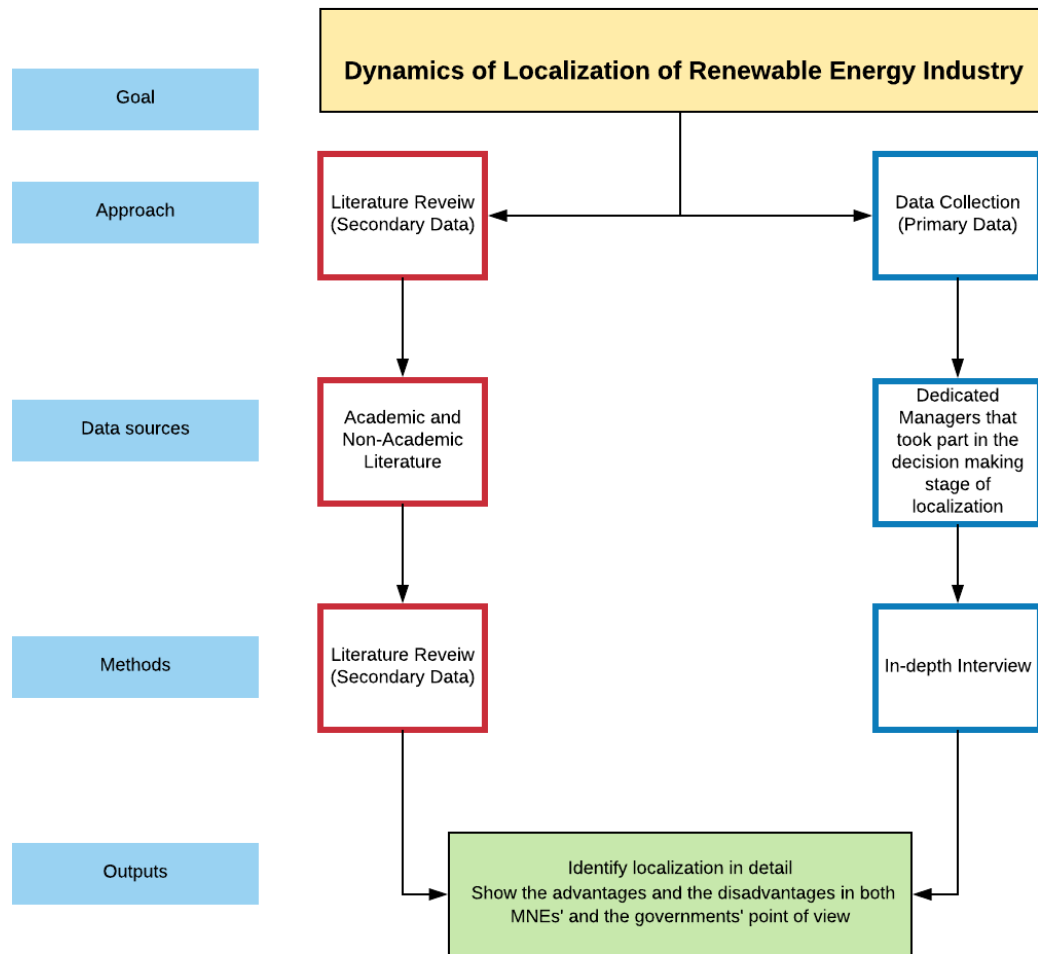 Dynamics of Localization of Renewable Energy Industry
Goal
Approach
Literature Reveiw
(Secondary Data)
Data Collection
(Primary Data)
Data sources
Academic and
Non-Academic
Literature
Dedicated
Managers that
took part in the
decision making
stage of
localization
Methods
Literature Reveiw
(Secondary Data)
In-depth Interview
Outputs
Identify localization in detail
Show the advantages and the disadvantages in both
MNEs' and the governments' point of view